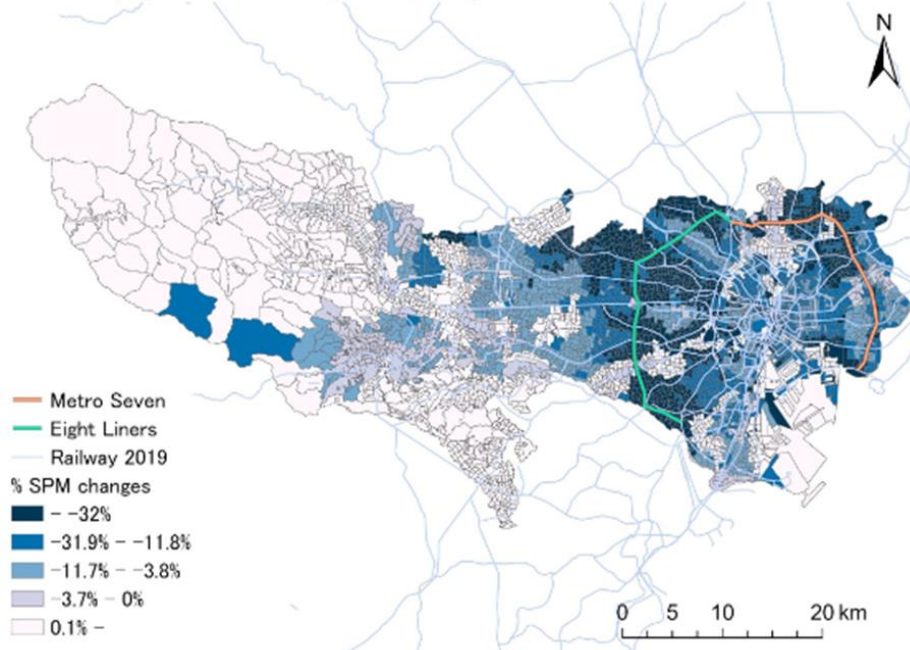 N
Metro Seven
Eight Liners
Railway 2019
% SPM changes
- -32%
-31.9% - -11.8%
-11.7% - -3.8%
-3.7% - 0%
0.1% -
0 5 10 20 km